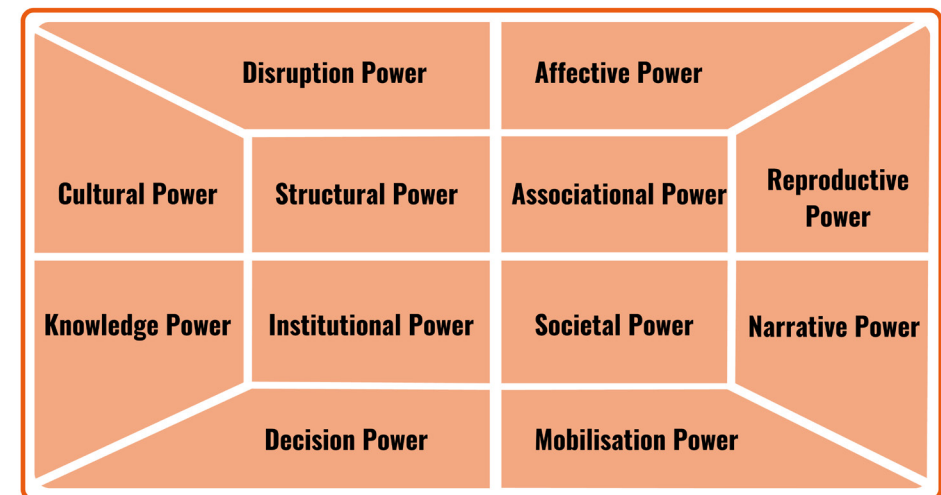 Disruption Power
Affective Power
Cultural Power
Structural Power
Associational Power
Reproductive
Power
Knowledge Power
Institutional Power
Societal Power
Narrative Power
Decision Power
Mobilisation Power